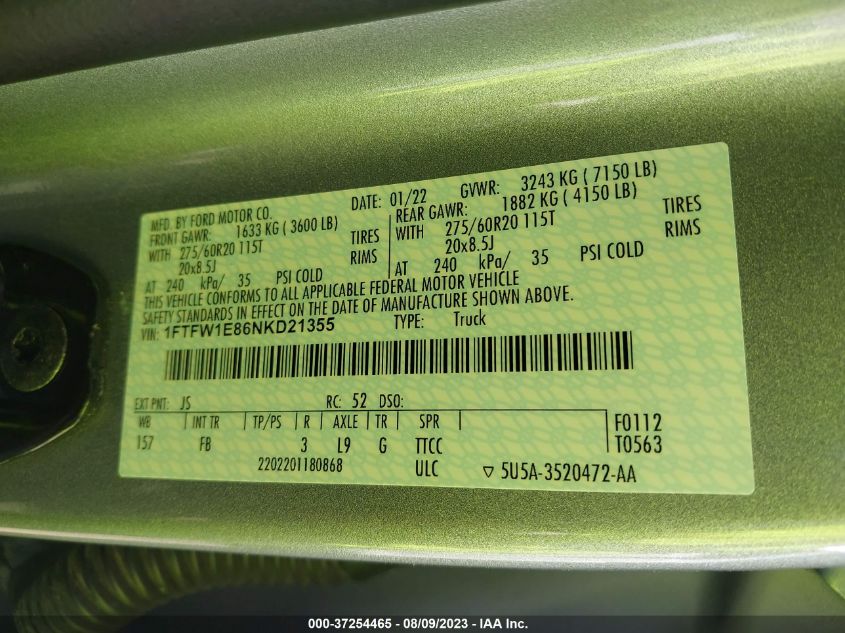 MFD. BY FORD MOTOR CO.
DATE: 01/22 GVWR: 3243 KG ( 7150 LB)
FRONT GAWR: 1633 KG ( 3600 LB)
WITH 275/60R20 115T TIRES
20x8.5J RIMS
AT 240 kPa/ 35 PSI COLD
REAR GAWR: 1882 KG ( 4150 LB)
WITH 275/60R20 115T TIRES
20x8.5J RIMS
AT 240 kPa/ 35 PSI COLD
THIS VEHICLE CONFORMS TO ALL APPLICABLE FEDERAL MOTOR VEHICLE
SAFETY STANDARDS IN EFFECT ON THE DATE OF MANUFACTURE SHOWN ABOVE.
VIN: 1FTFW1E86NKD21355 TYPE: Truck
EXT PNT: JS RC: 52 DSO:
WB INT TR TP/PS R AXLE TR SPR
157 FB 3 L9 G TTCC
F0112
T0563
2202201180868 ULC ▽ 5U5A-3520472-AA
000-37254465 - 08/09/2023 - IAA Inc.